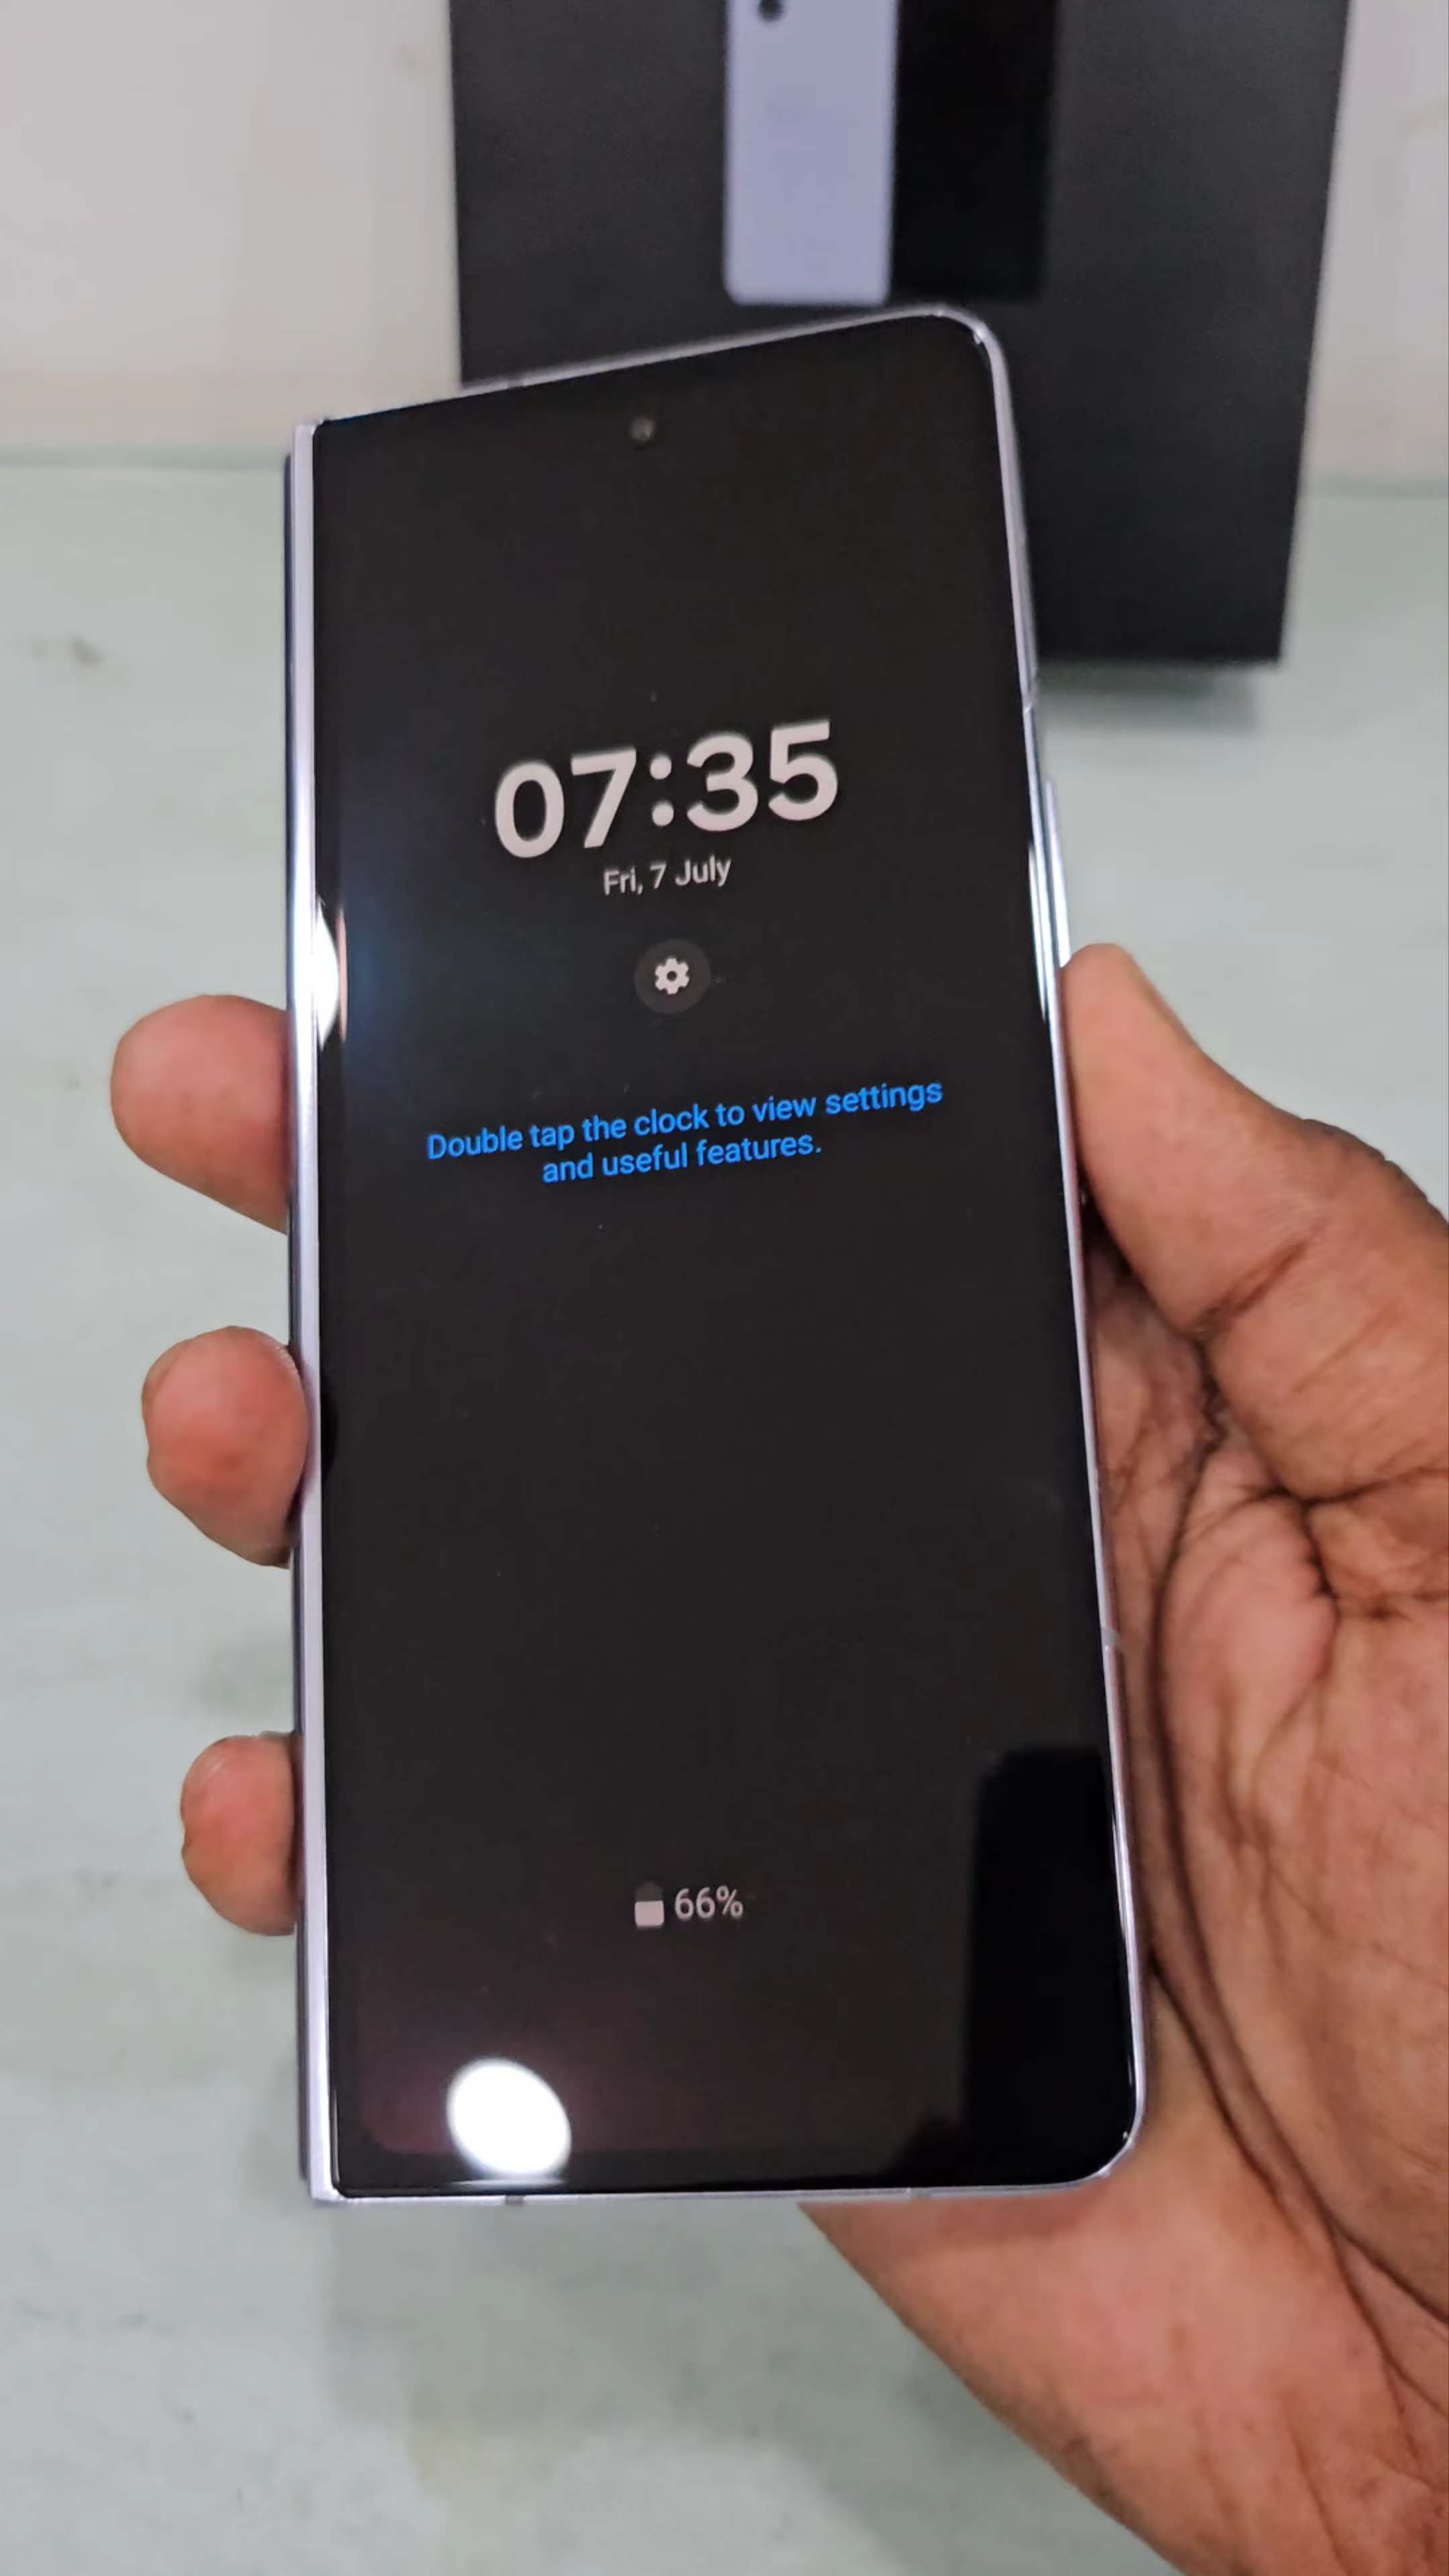 07:35
Fri, 7 July
Double tap the clock to view settings
and useful features.
66%